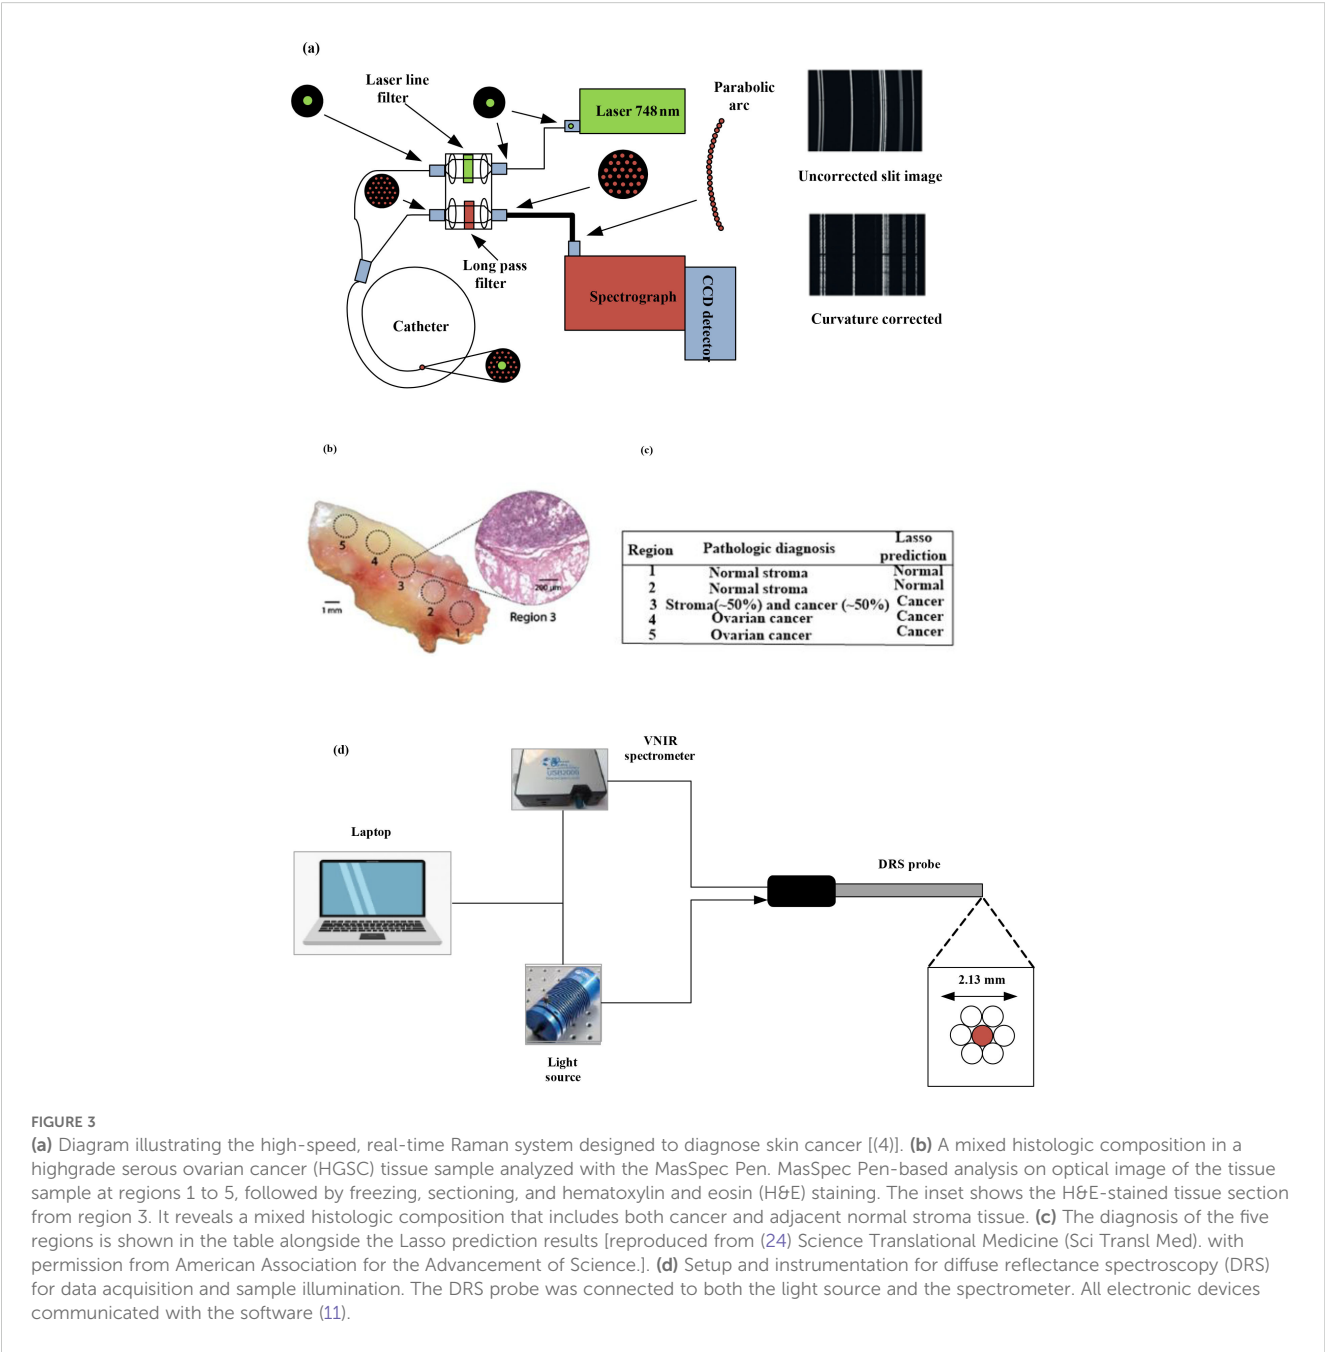 (a)
Laser line
filter
Laser 748 nm
Parabolic
arc
Uncorrected slit image
Long pass
filter
Catheter
Spectrograph
CCD detector
Curvature corrected
(b)
5
4
3
2
1
1 mm
200 µm
Region 3
(c)
Region Pathologic diagnosis Lasso prediction
1 Normal stroma Normal
2 Normal stroma Normal
3 Stroma(~50%) and cancer (~50%) Cancer
4 Ovarian cancer Cancer
5 Ovarian cancer Cancer
(d)
VNIR
spectrometer
USB2000
Laptop
DRS probe
2.13 mm
Light
source
FIGURE 3
(a) Diagram illustrating the high-speed, real-time Raman system designed to diagnose skin cancer [(4)]. (b) A mixed histologic composition in a
highgrade serous ovarian cancer (HGSC) tissue sample analyzed with the MasSpec Pen. MasSpec Pen-based analysis on optical image of the tissue
sample at regions 1 to 5, followed by freezing, sectioning, and hematoxylin and eosin (H&E) staining. The inset shows the H&E-stained tissue section
from region 3. It reveals a mixed histologic composition that includes both cancer and adjacent normal stroma tissue. (c) The diagnosis of the five
regions is shown in the table alongside the Lasso prediction results [reproduced from (24) Science Translational Medicine (Sci Transl Med). with
permission from American Association for the Advancement of Science.]. (d) Setup and instrumentation for diffuse reflectance spectroscopy (DRS)
for data acquisition and sample illumination. The DRS probe was connected to both the light source and the spectrometer. All electronic devices
communicated with the software (11).